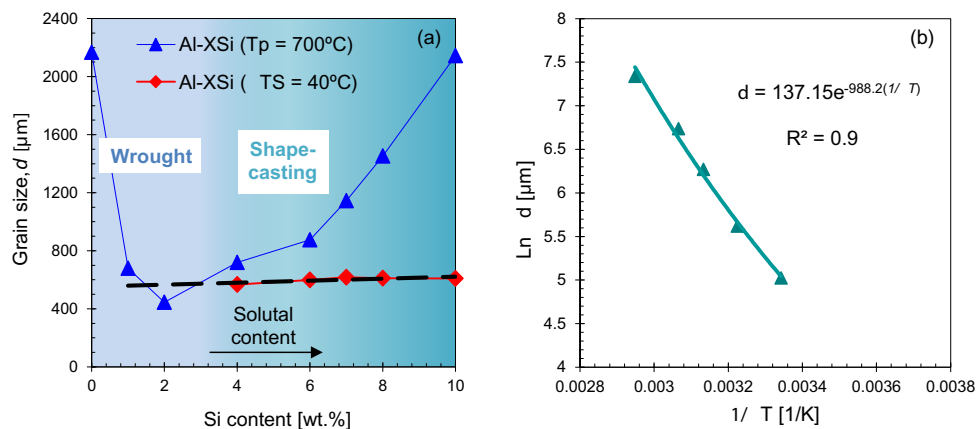 2400
2000
1600
1200
800
400
0
Grain size, d [µm]
(a)
Al-XSi (Tp = 700ºC)
Al-XSi ( TS = 40ºC)
Wrought
Shape-
casting
Solutal
content
0 2 4 6 8 10
Si content [wt.%]
8
7.5
7
6.5
6
5.5
5
4.5
4
Ln d [µm]
(b)
d = 137.15e-988.2(1/ T)
R² = 0.9
0.0028 0.003 0.0032 0.0034 0.0036 0.0038
1/ T [1/K]